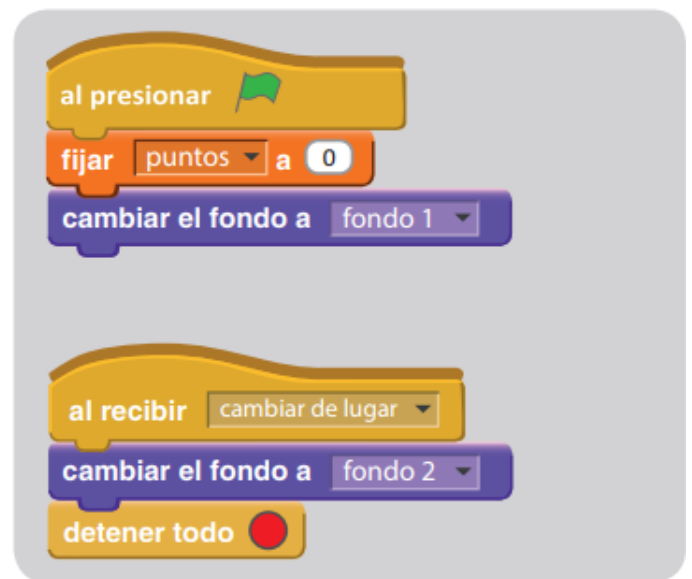 al presionar
fijar puntos a 0
cambiar el fondo a fondo 1
al recibir cambiar de lugar
cambiar el fondo a fondo 2
detener todo